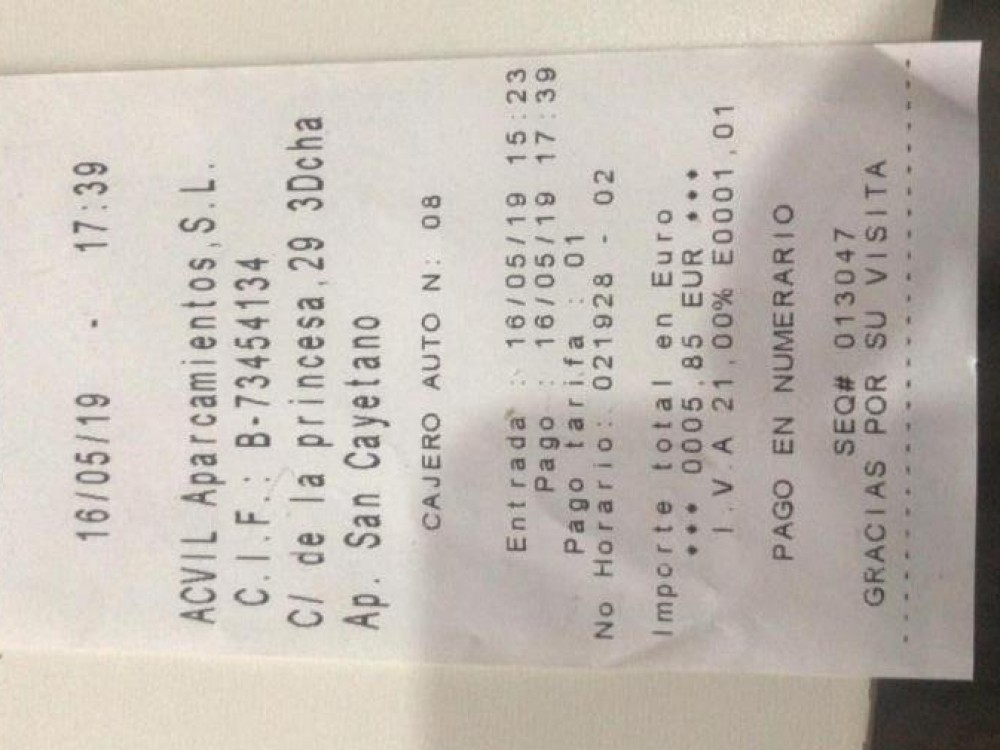 16/05/19 - 17:39
ACVIL Aparcamientos,S.L.
C.I.F.: B-73454134
C/ de la princesa,29 3Dcha
Ap. San Cayetano
CAJERO AUTO N: 08
Entrada : 16/05/19 15:23
Pago : 16/05/19 17:39
Pago tarifa : 01
No Horario: 021928 - 02
Importe total en Euro
*** 0005,85 EUR ***
I.V.A 21,00% E0001,01
PAGO EN NUMERARIO
SEQ# 013047
GRACIAS POR SU VISITA